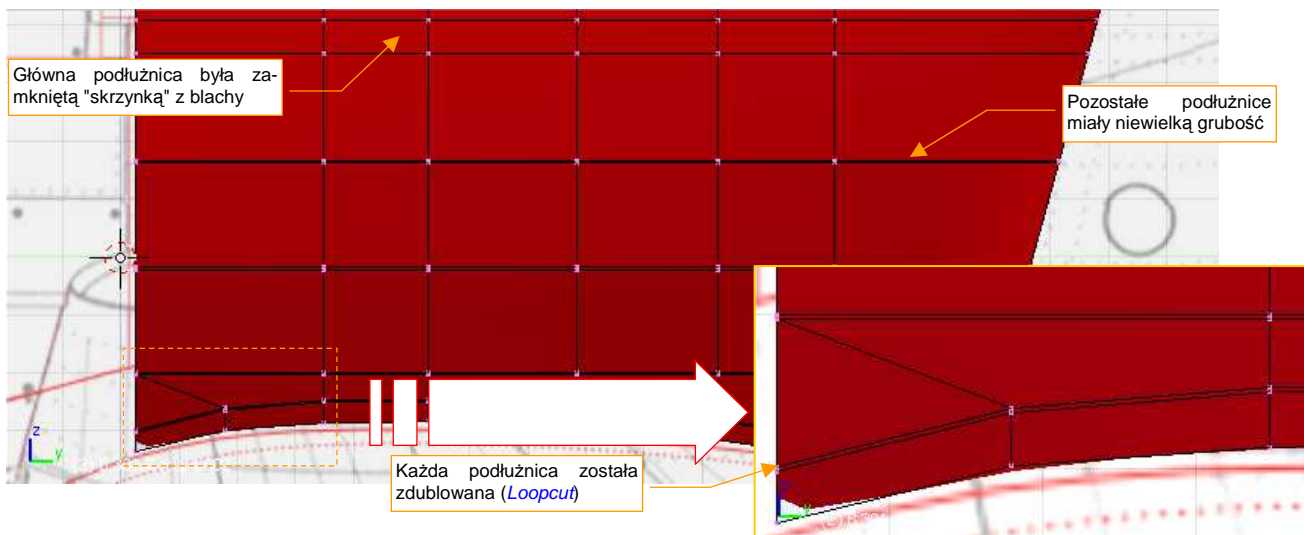 Główna podłużnica była za-
mkniętą "skrzynką" z blachy
Pozostałe podłużnice
miały niewielką grubość
Każda podłużnica została
zdublowana (Loopcut)
z
y